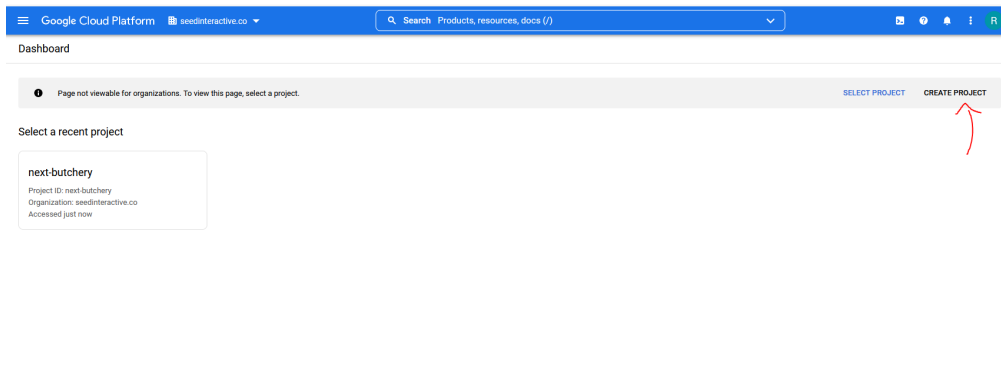 Google Cloud Platform seedinteractive.co Search Products, resources, docs (/) R
Dashboard
Page not viewable for organizations. To view this page, select a project. SELECT PROJECT CREATE PROJECT
Select a recent project
next-butchery
Project ID: next-butchery
Organization: seedinteractive.co
Accessed just now